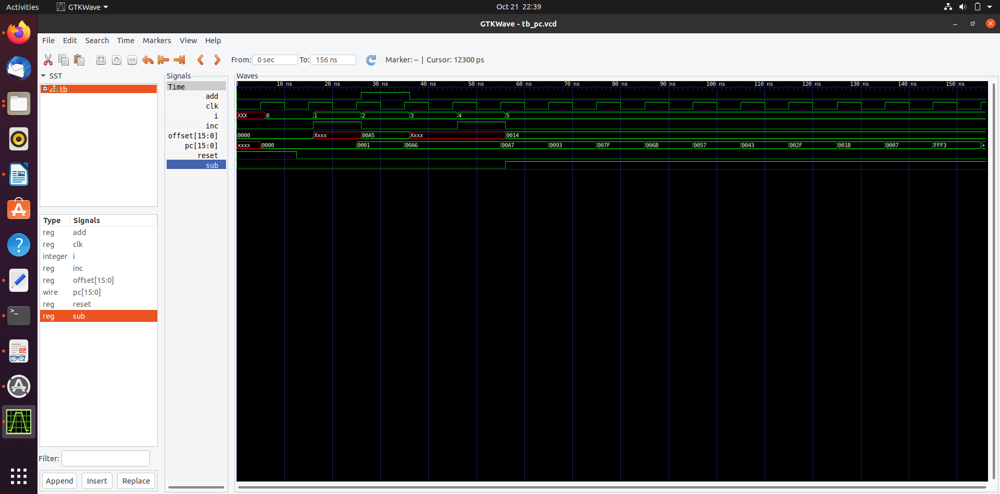 Activities GTKWave Oct 21 22:39
GTKWave - tb_pc.vcd
File Edit Search Time Markers View Help
From: 0 sec To: 156 ns Marker: -- | Cursor: 12300 ps
SST
tb
Type Signals
reg add
reg clk
integer i
reg inc
reg offset[15:0]
wire pc[15:0]
reg reset
reg sub
Filter:
Append Insert Replace
Signals
Time
add
clk
i
inc
offset[15:0]
pc[15:0]
reset
sub
Waves
0 10 ns 20 ns 30 ns 40 ns 50 ns 60 ns 70 ns 80 ns 90 ns 100 ns 110 ns 120 ns 130 ns 140 ns 150 ns
XXX 0 1 2 3 4 5
0000 Xxxx 00A5 Xxxx 0014
xxxx 0000 0001 00A6 00A7 0093 007F 006B 0057 0043 002F 001B 0007 FFF3 +